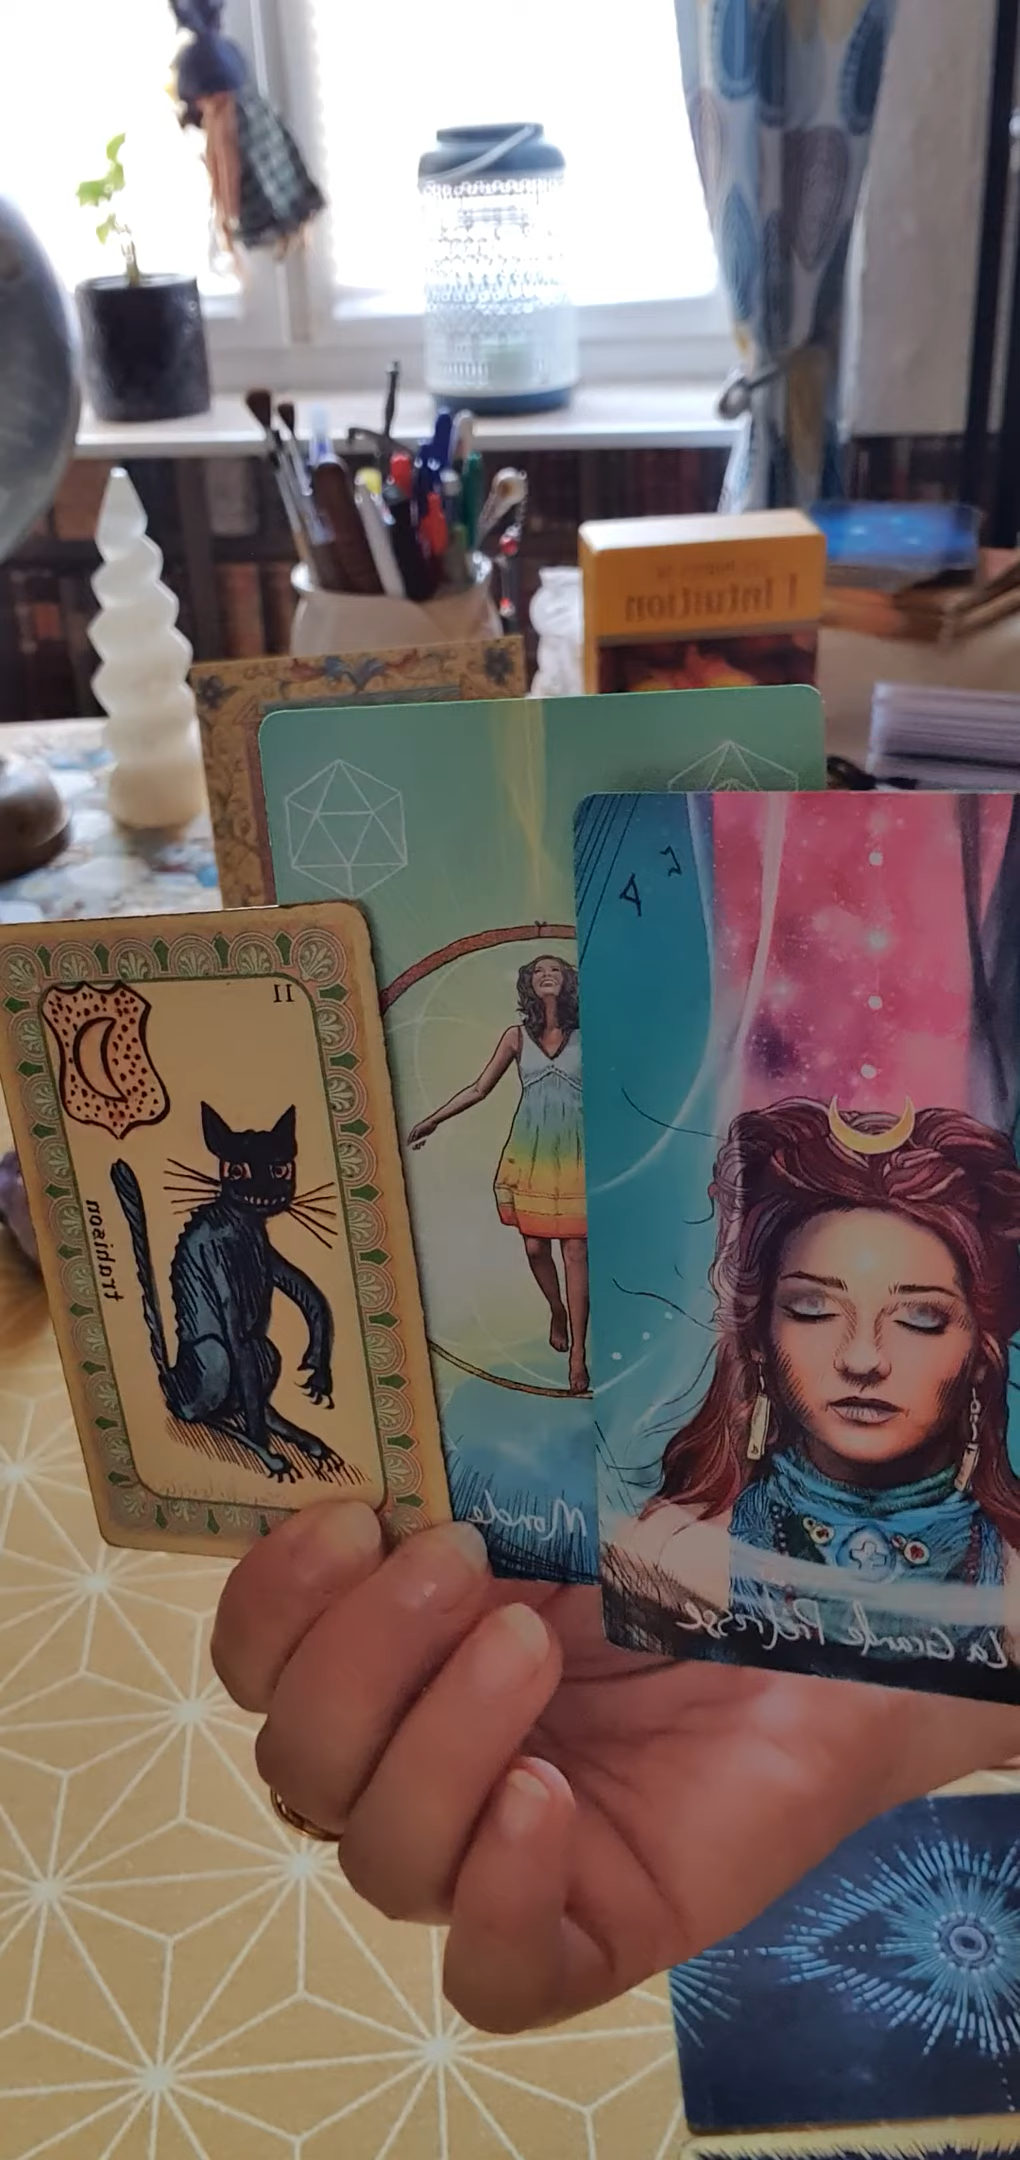 l'Intuition
II
trahison
Monde
La Grande Prêtresse